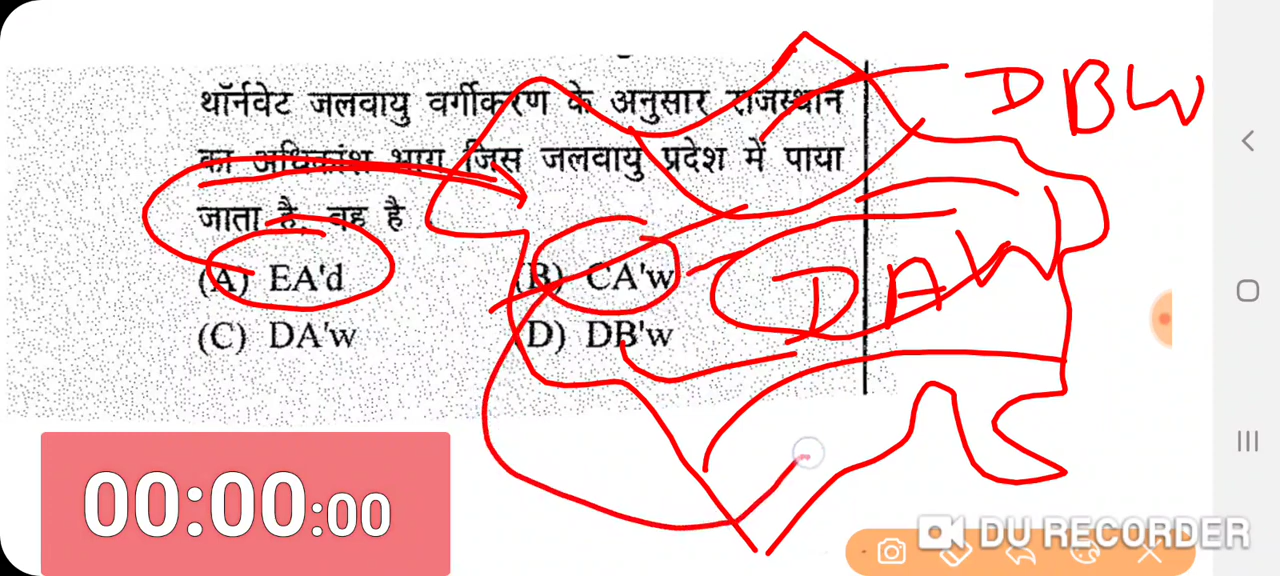 थॉर्नवेट जलवायु वर्गीकरण के अनुसार राजस्थान DBW
का अधिकांश भाग जिस जलवायु प्रदेश में पाया
जाता है, वह है
(A) EA'd (B) CA'w DAW
(C) DA'w (D) DB'w
00:00:00
DU RECORDER